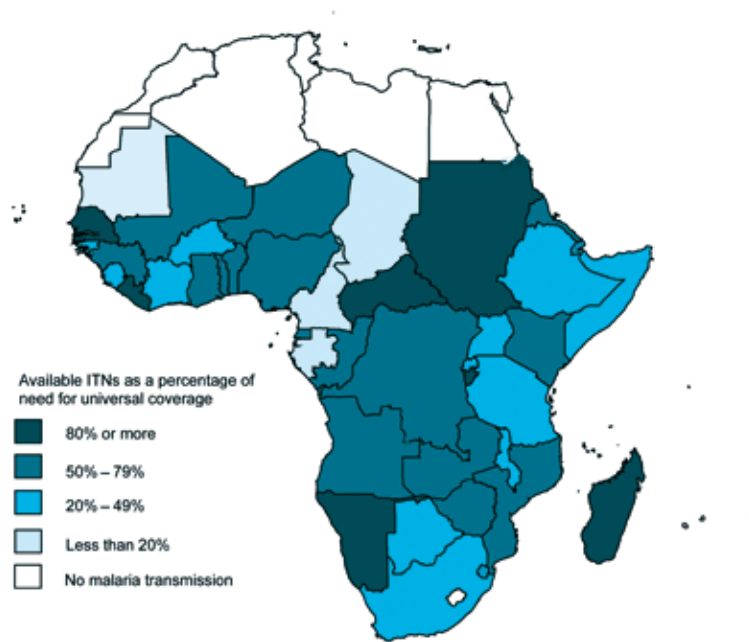 Available ITNs as a percentage of
need for universal coverage
80% or more
50% – 79%
20% – 49%
Less than 20%
No malaria transmission